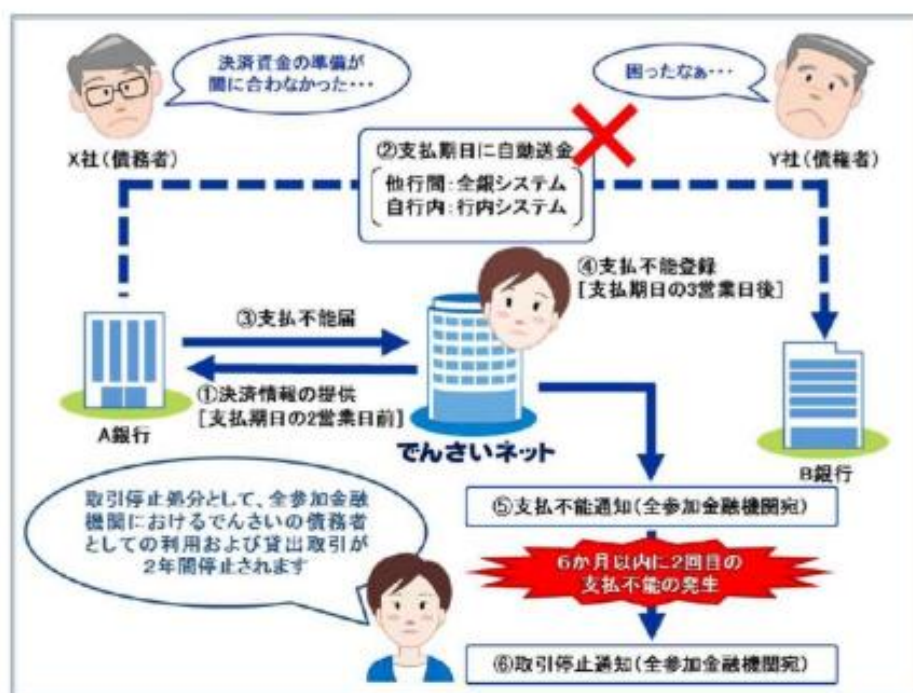 決済資金の準備が
間に合わなかった・・・
困ったなぁ・・・
X社(債務者)
②支払期日に自動送金
他行間:全銀システム
自行内:行内システム
Y社(債権者)
④支払不能登録
[支払期日の3営業日後]
③支払不能届
①決済情報の提供
[支払期日の2営業日前]
A銀行
でんさいネット
B銀行
取引停止処分として、全参加金融
機関におけるでんさいの債務者
としての利用および貸出取引が
2年間停止されます
⑤支払不能通知(全参加金融機関宛)
6か月以内に2回目の
支払不能の発生
⑥取引停止通知(全参加金融機関宛)